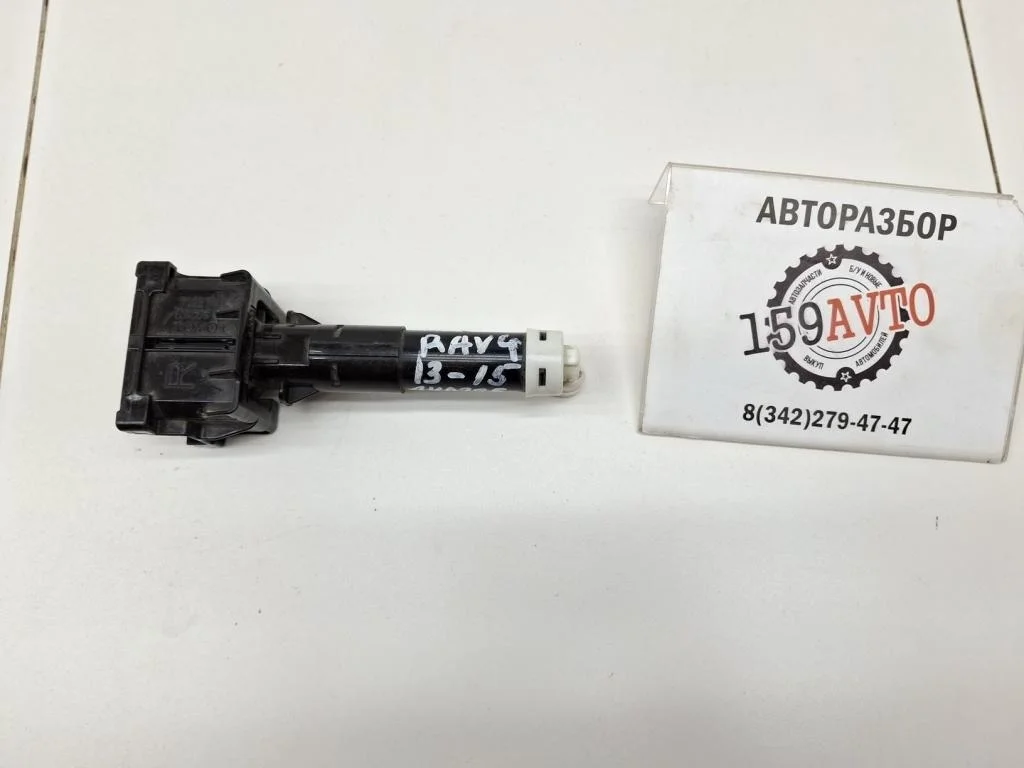 RAV4
13-15
R
АВТОРАЗБОР
АВТОЗАПЧАСТИ
Б/У И НОВЫЕ
159AVTO
ВЫКУП
АВТОМОБИЛЕЙ
8(342)279-47-47